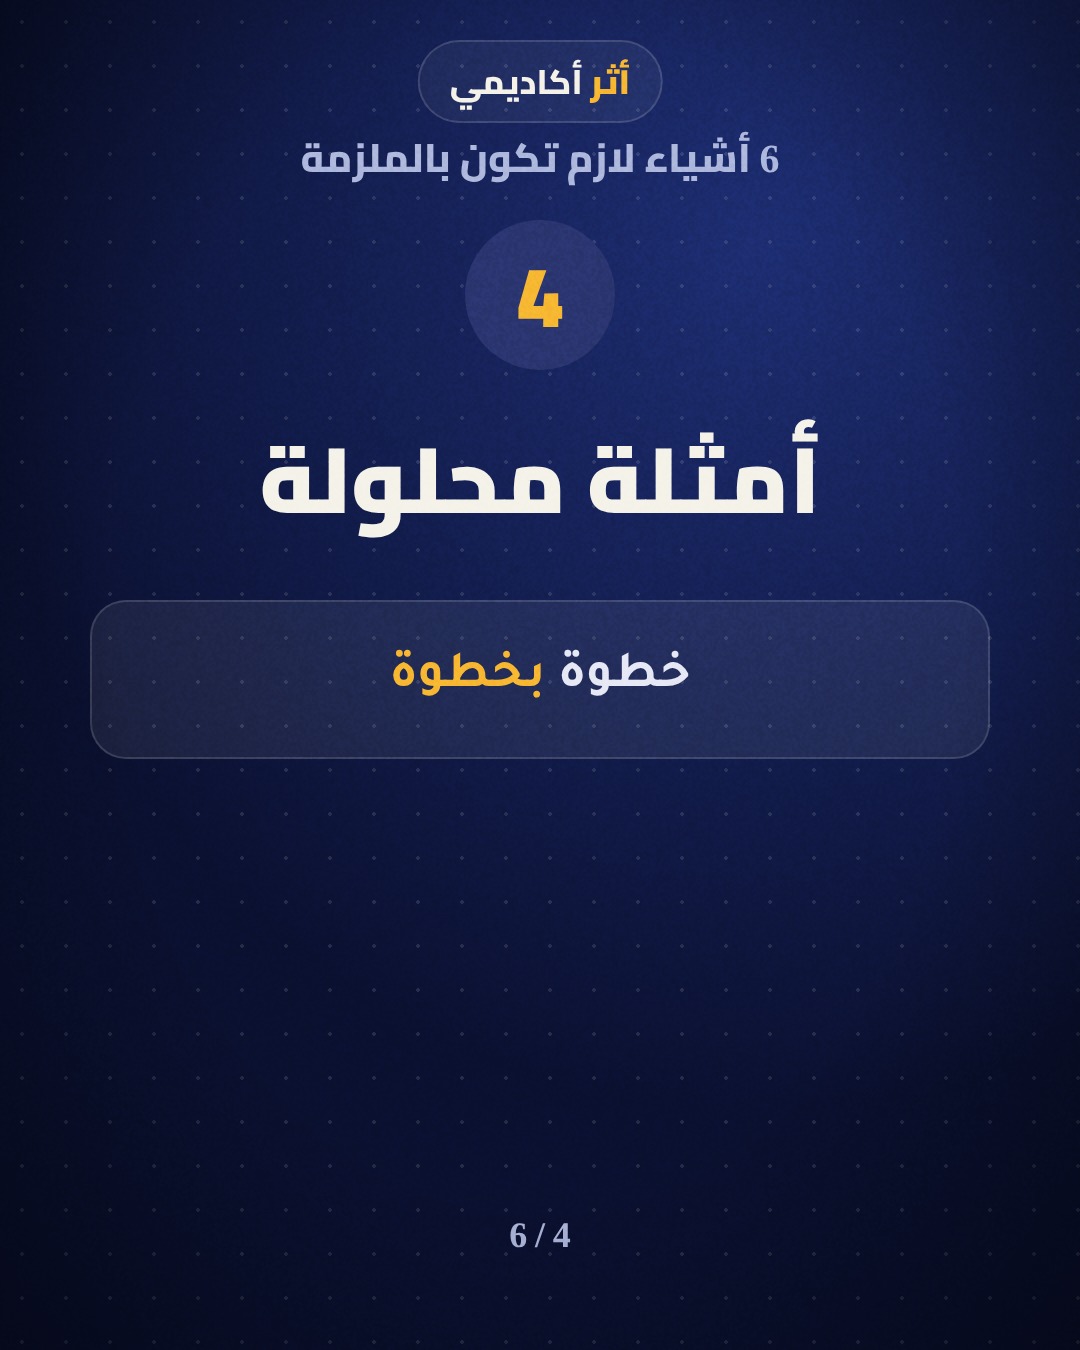 أثر أكاديمي
6 أشياء لازم تكون بالملزمة
4
أمثلة محلولة
خطوة بخطوة
6 / 4